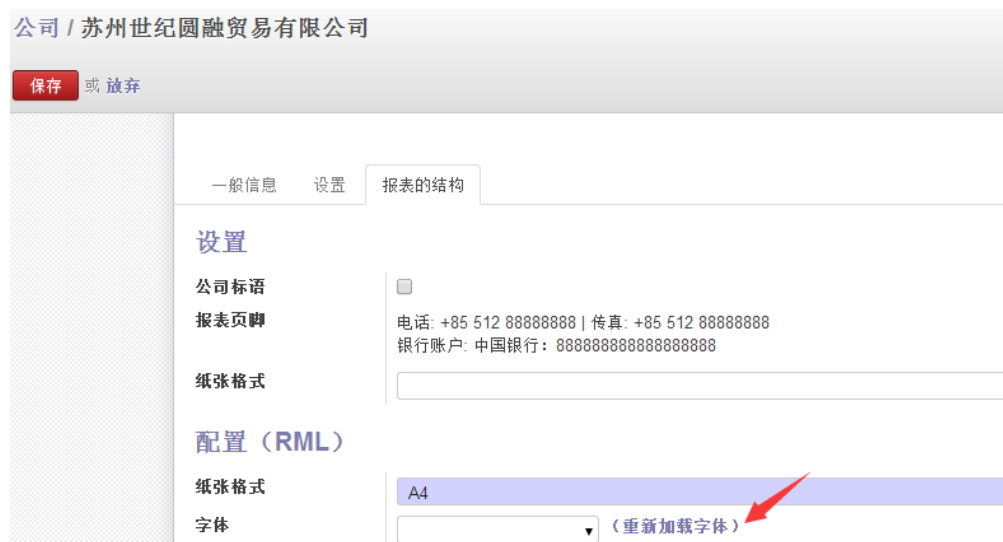 公司 / 苏州世纪圆融贸易有限公司
保存 或 放弃
一般信息 设置 报表的结构
设置
公司标语
报表页脚 电话: +85 512 88888888 | 传真: +85 512 88888888
银行账户: 中国银行：888888888888888888
纸张格式
配置（RML）
纸张格式 A4
字体 （重新加载字体）